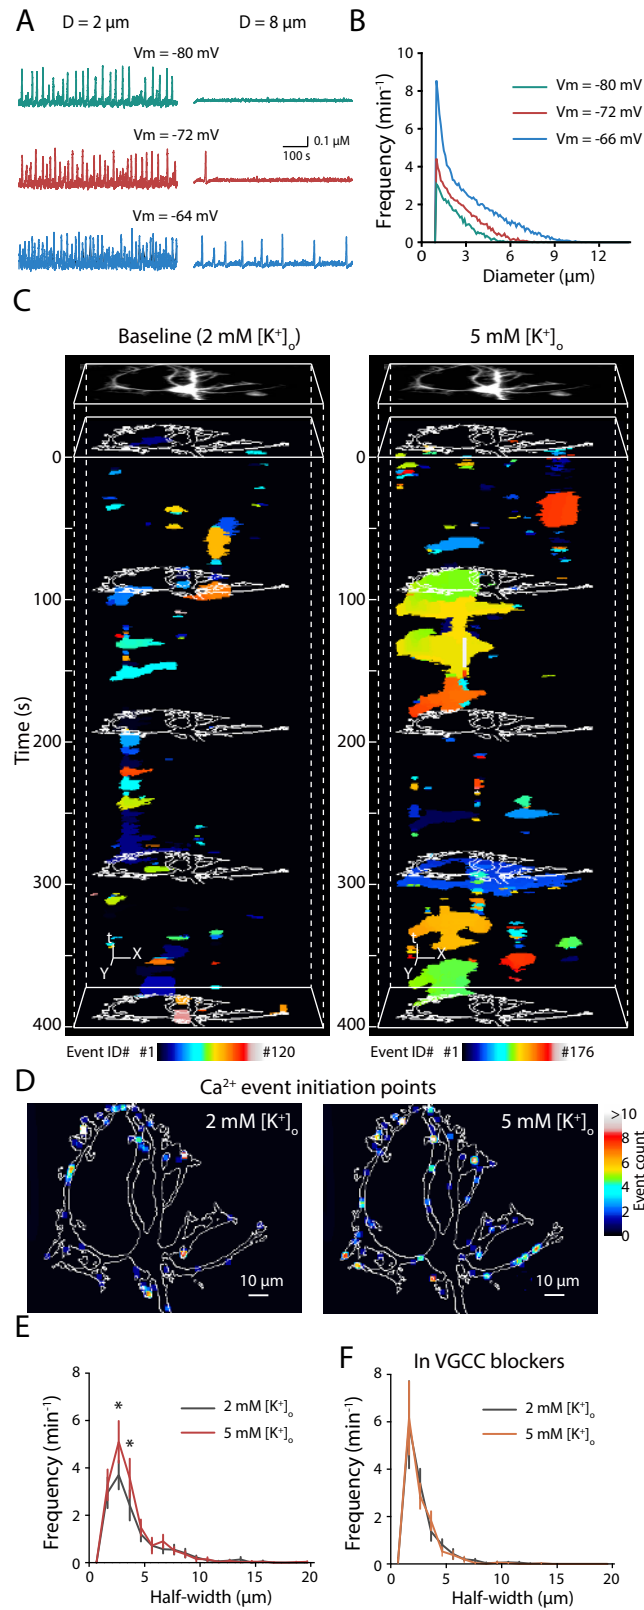 A
D = 2 µm
D = 8 µm
Vm = -80 mV
Vm = -72 mV
0.1 µM
100 s
Vm = -64 mV
B
Frequency (min⁻¹)
10
8
6
4
2
0
Vm = -80 mV
Vm = -72 mV
Vm = -66 mV
0
3
6
9
12
Diameter (µm)
C
Baseline (2 mM [K⁺]ₒ)
5 mM [K⁺]ₒ
Time (s)
0
100
200
300
400
t
X
Y
t
X
Y
Event ID# #1
#120
Event ID# #1
#176
D
Ca²⁺ event initiation points
2 mM [K⁺]ₒ
10 µm
5 mM [K⁺]ₒ
10 µm
>10
8
6
4
2
0
Event count
E
Frequency (min⁻¹)
8
6
4
2
0
*
*
2 mM [K⁺]ₒ
5 mM [K⁺]ₒ
0
5
10
15
20
Half-width (µm)
F
In VGCC blockers
Frequency (min⁻¹)
8
6
4
2
0
2 mM [K⁺]ₒ
5 mM [K⁺]ₒ
0
5
10
15
20
Half-width (µm)